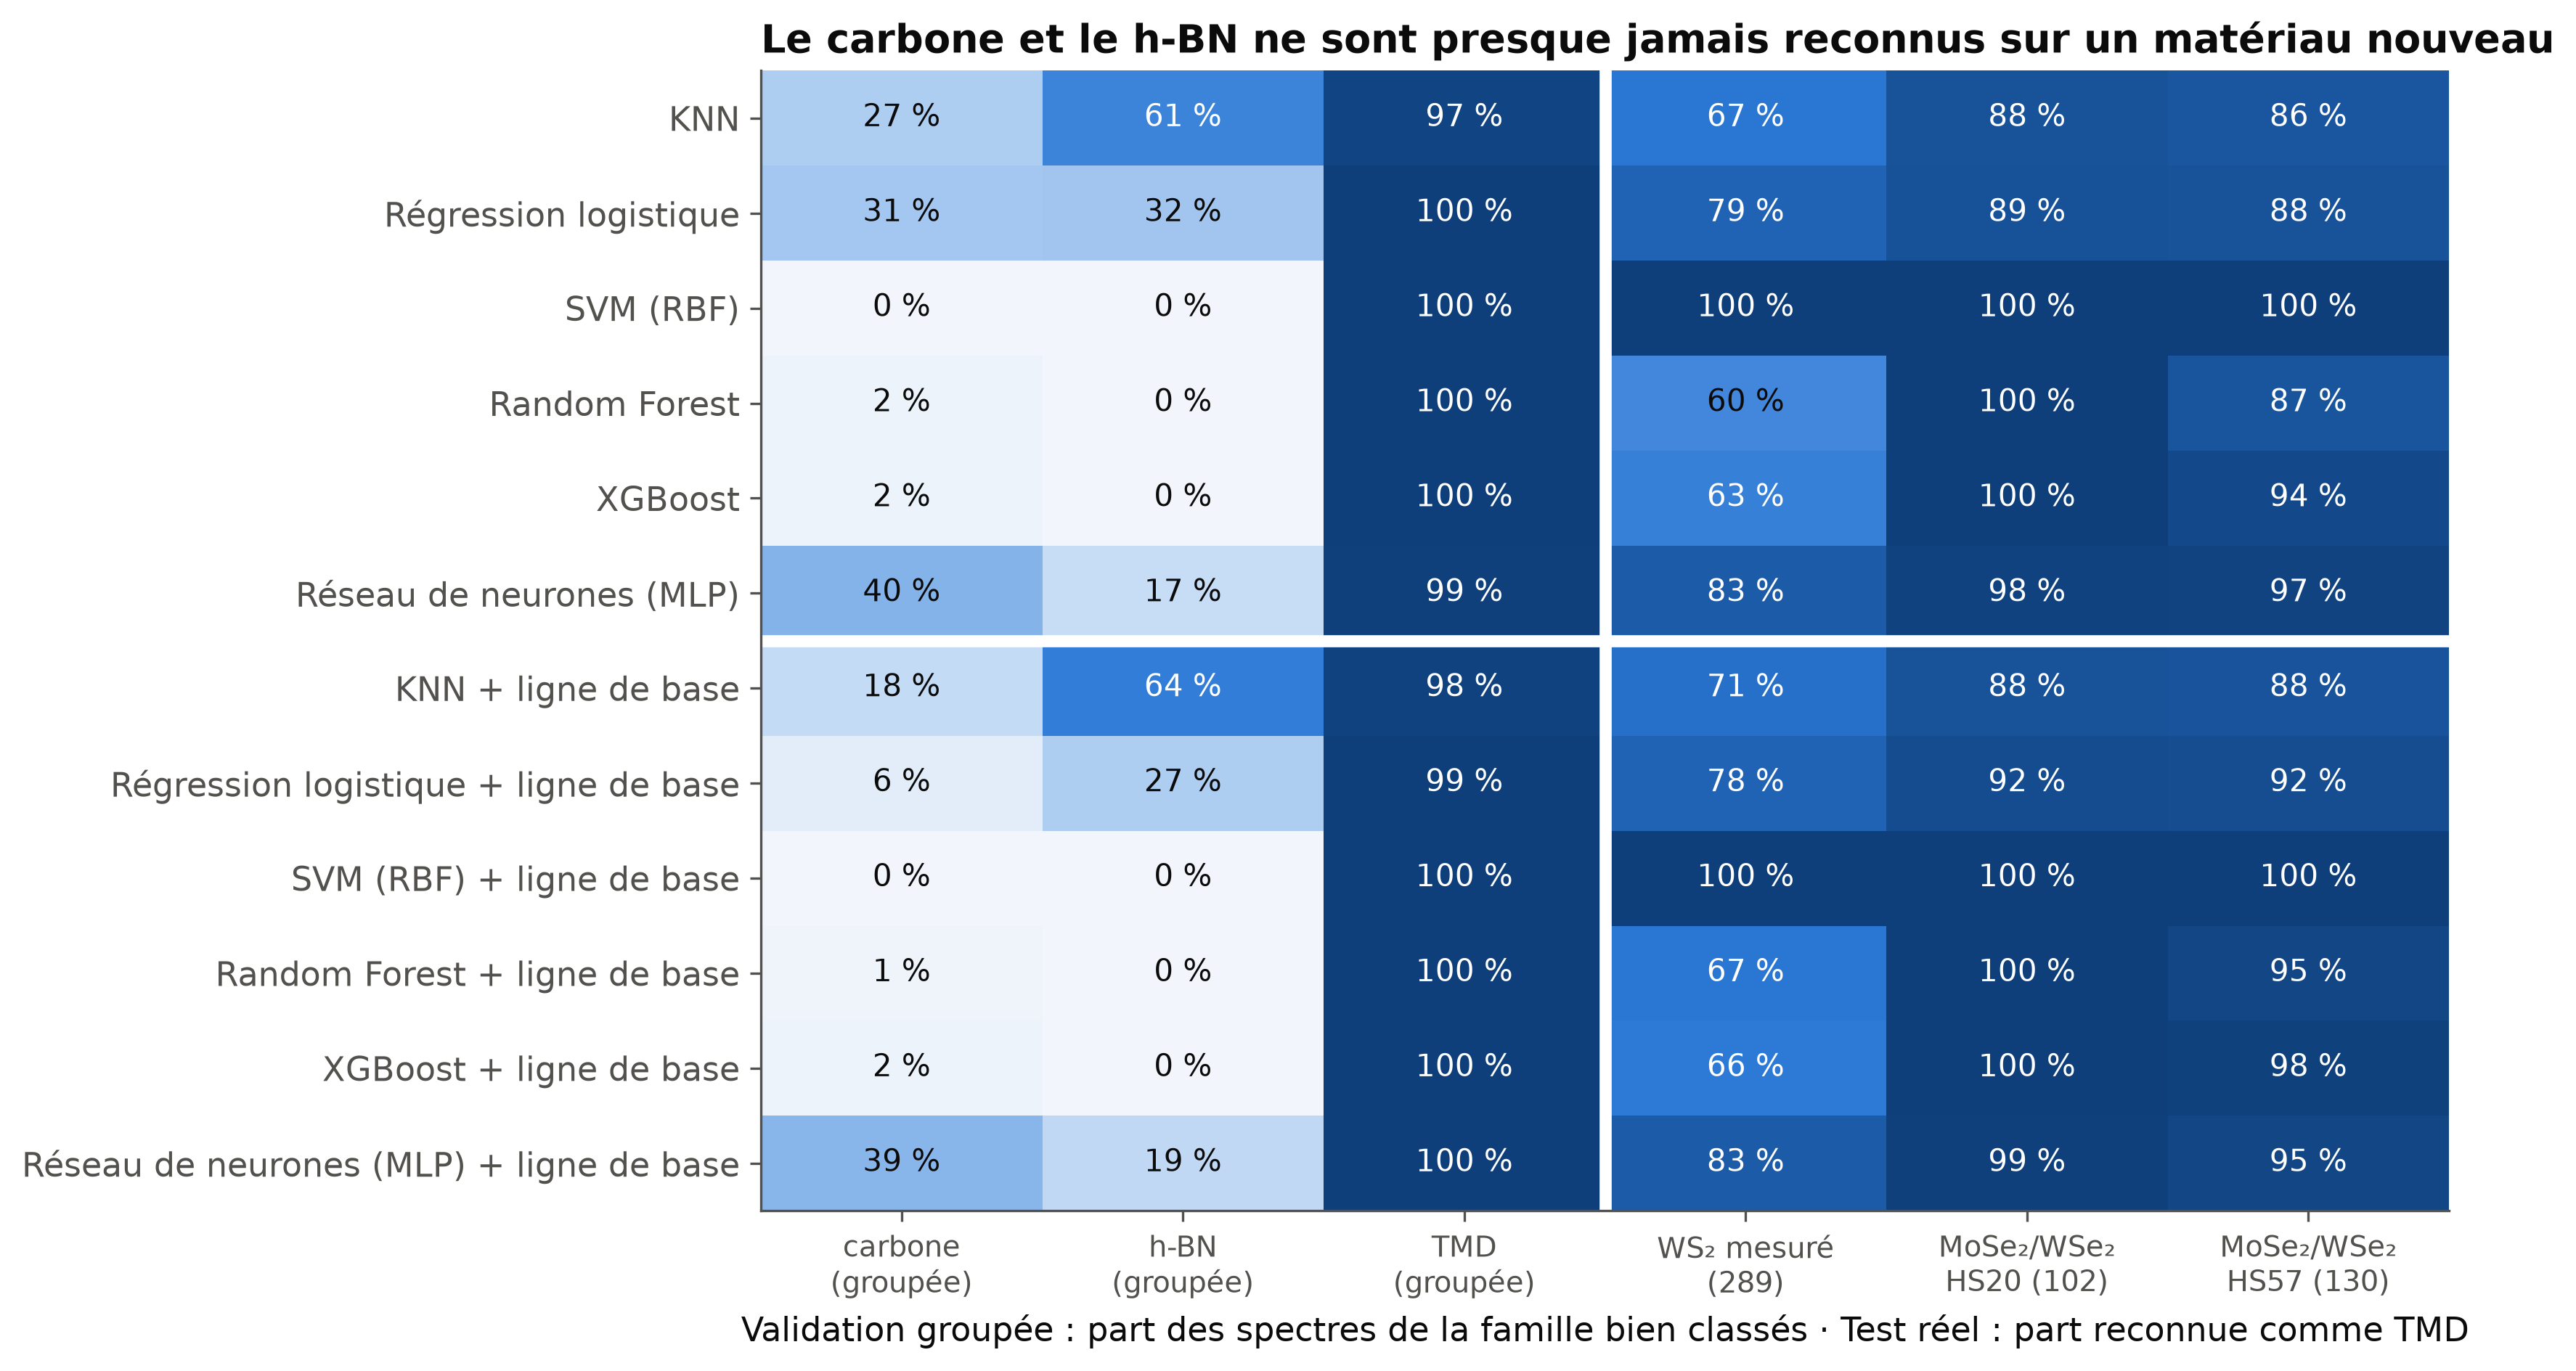 Le carbone et le h-BN ne sont presque jamais reconnus sur un matériau nouveau
KNN 27 % 61 % 97 % 67 % 88 % 86 %
Régression logistique 31 % 32 % 100 % 79 % 89 % 88 %
SVM (RBF) 0 % 0 % 100 % 100 % 100 % 100 %
Random Forest 2 % 0 % 100 % 60 % 100 % 87 %
XGBoost 2 % 0 % 100 % 63 % 100 % 94 %
Réseau de neurones (MLP) 40 % 17 % 99 % 83 % 98 % 97 %
KNN + ligne de base 18 % 64 % 98 % 71 % 88 % 88 %
Régression logistique + ligne de base 6 % 27 % 99 % 78 % 92 % 92 %
SVM (RBF) + ligne de base 0 % 0 % 100 % 100 % 100 % 100 %
Random Forest + ligne de base 1 % 0 % 100 % 67 % 100 % 95 %
XGBoost + ligne de base 2 % 0 % 100 % 66 % 100 % 98 %
Réseau de neurones (MLP) + ligne de base 39 % 19 % 100 % 83 % 99 % 95 %
carbone h-BN TMD WS₂ mesuré MoSe₂/WSe₂ MoSe₂/WSe₂
(groupée) (groupée) (groupée) (289) HS20 (102) HS57 (130)
Validation groupée : part des spectres de la famille bien classés · Test réel : part reconnue comme TMD